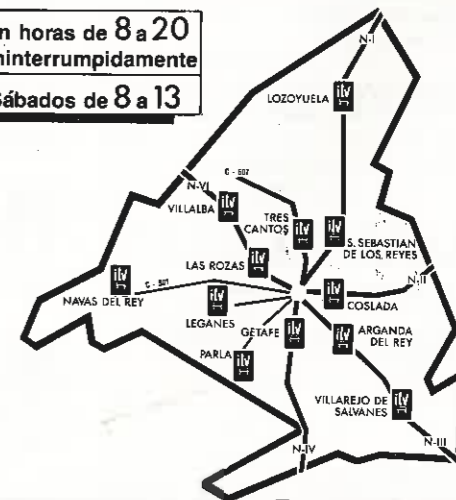 n horas de 8 a 20
ninterrumpidamente
Sábados de 8 a 13
N-I
itv
LOZOYUELA
C - 607
N-VI
itv
VILLALBA
TRES
CANTOS
itv
itv
S. SEBASTIAN
DE LOS REYES
LAS ROZAS
itv
N-II
itv
NAVAS DEL REY
C - 501
itv
LEGANES
itv
COSLADA
GETAFE
itv
itv
ARGANDA
DEL REY
PARLA
itv
VILLAREJO DE
SALVANES
itv
N-IV
N-III